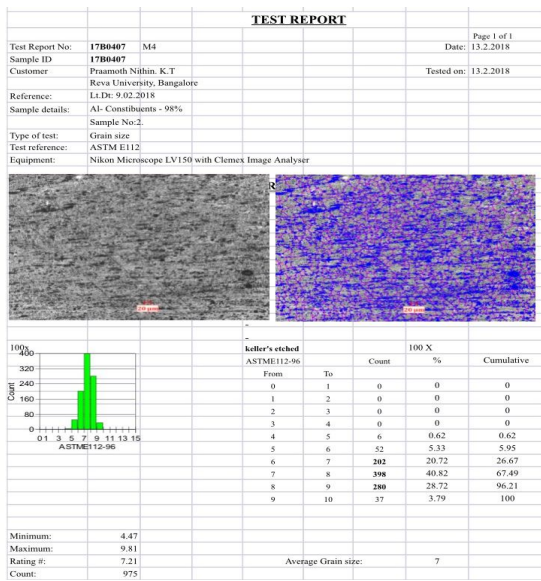 TEST REPORT
Page 1 of 1
Test Report No: 17B0407 M4 Date: 13.2.2018
Sample ID 17B0407
Customer Praamoth Nithin. K.T Tested on: 13.2.2018
Reva University, Bangalore
Reference: Lt.Dt: 9.02.2018
Sample details: Al- Constibuents - 98%
Sample No:2.
Type of test: Grain size
Test reference: ASTM E112
Equipment: Nikon Microscope LV150 with Clemex Image Analyser
R
20 µm
20 µm
100x
400
320
240
160
80
0
Count
0 1 3 5 7 9 11 13 15
ASTME112-96
keller's etched 100 X
ASTME112-96 Count % Cumulative
From To
0 1 0 0 0
1 2 0 0 0
2 3 0 0 0
3 4 0 0 0
4 5 6 0.62 0.62
5 6 52 5.33 5.95
6 7 202 20.72 26.67
7 8 398 40.82 67.49
8 9 280 28.72 96.21
9 10 37 3.79 100
Minimum: 4.47
Maximum: 9.81
Rating #: 7.21 Average Grain size: 7
Count: 975